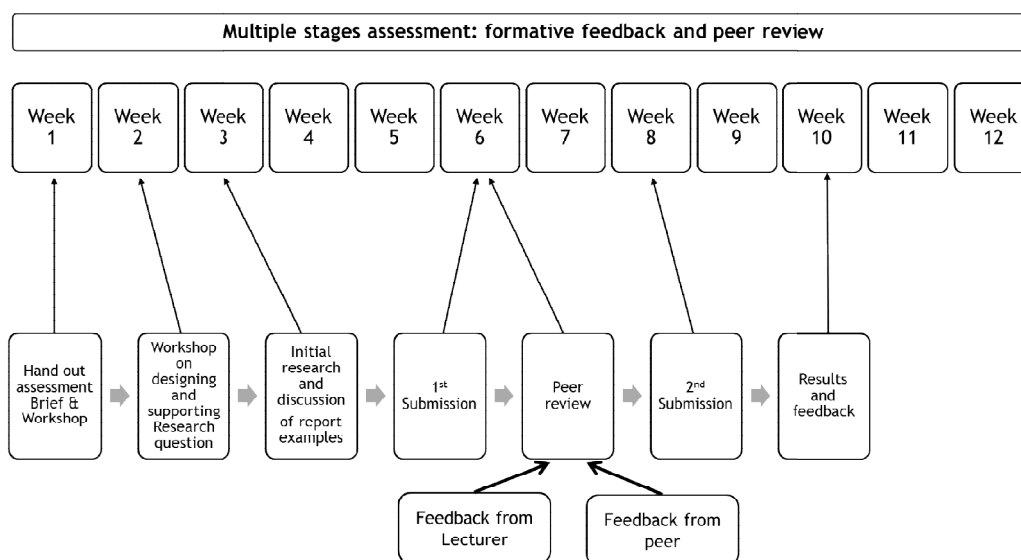 Multiple stages assessment: formative feedback and peer review
Week
1
Week
2
Week
3
Week
4
Week
5
Week
6
Week
7
Week
8
Week
9
Week
10
Week
11
Week
12
Hand out
assessment
Brief &
Workshop
Workshop
on
designing
and
supporting
Research
question
Initial
research and
discussion
of report
examples
1st
Submission
Peer
review
2nd
Submission
Results
and
feedback
Feedback from
Lecturer
Feedback from
peer